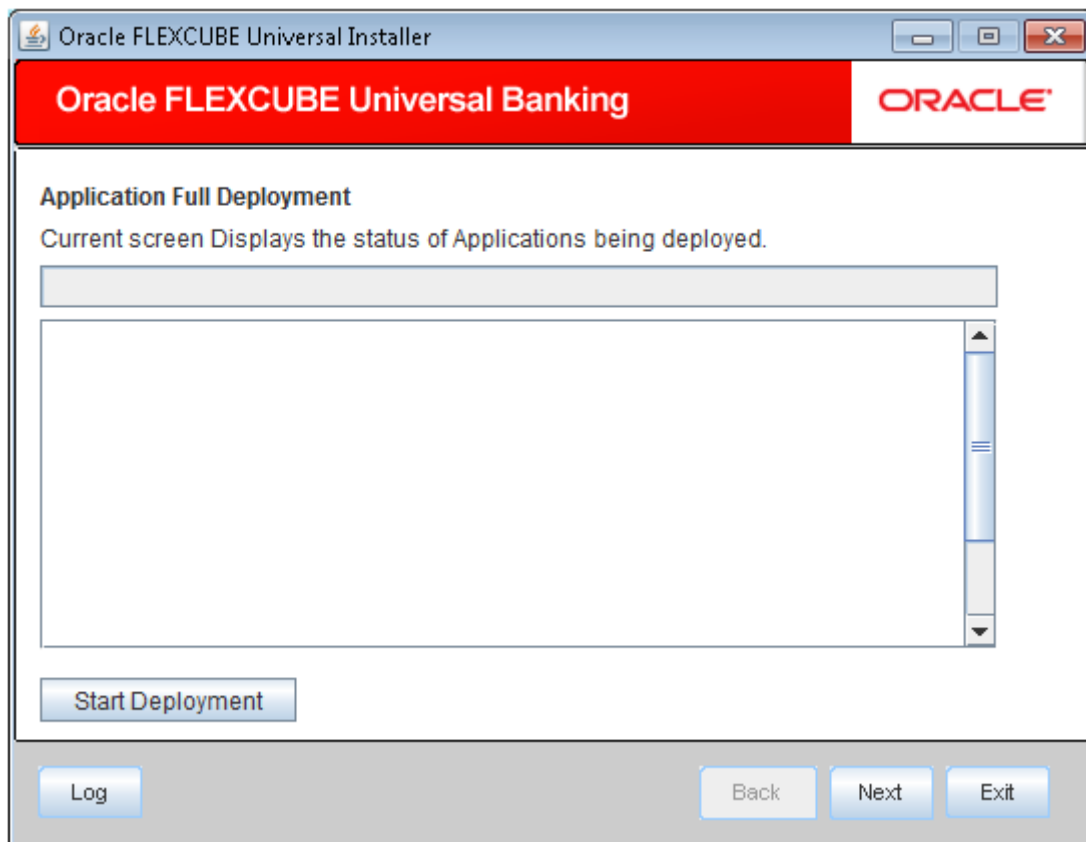 Oracle FLEXCUBE Universal Installer
Oracle FLEXCUBE Universal Banking
ORACLE
Application Full Deployment
Current screen Displays the status of Applications being deployed.
Start Deployment
Log
Back
Next
Exit